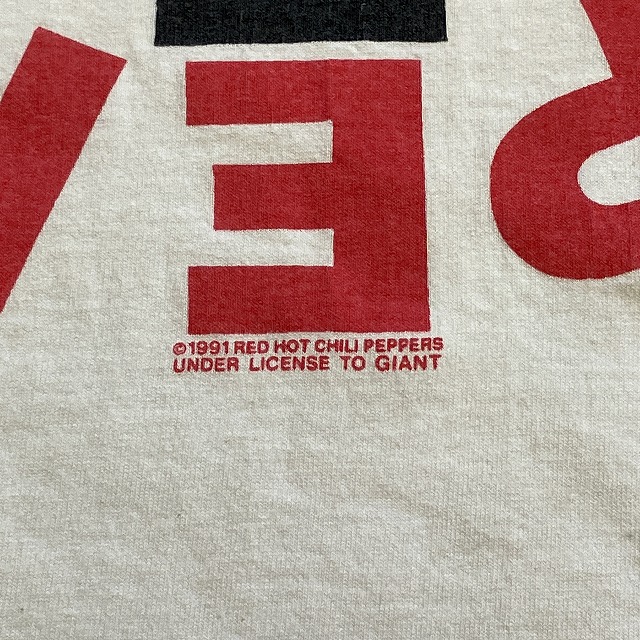 E
©1991 RED HOT CHILI PEPPERS
UNDER LICENSE TO GIANT